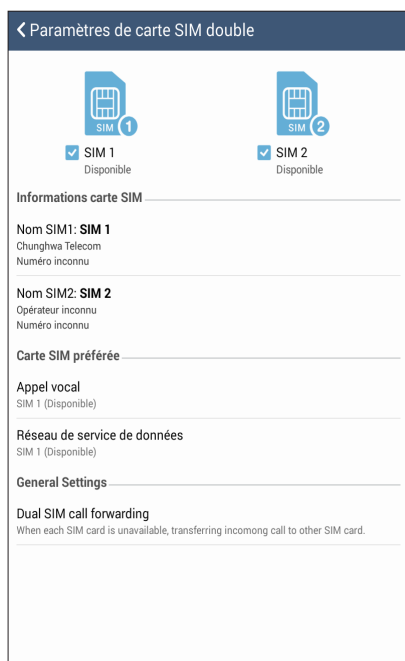 Paramètres de carte SIM double
SIM 1
SIM 2
SIM 1
SIM 2
Disponible
Disponible
Informations carte SIM
Nom SIM1: SIM 1
Chunghwa Telecom
Numéro inconnu
Nom SIM2: SIM 2
Opérateur inconnu
Numéro inconnu
Carte SIM préférée
Appel vocal
SIM 1 (Disponible)
Réseau de service de données
SIM 1 (Disponible)
General Settings
Dual SIM call forwarding
When each SIM card is unavailable, transferring incomong call to other SIM card.